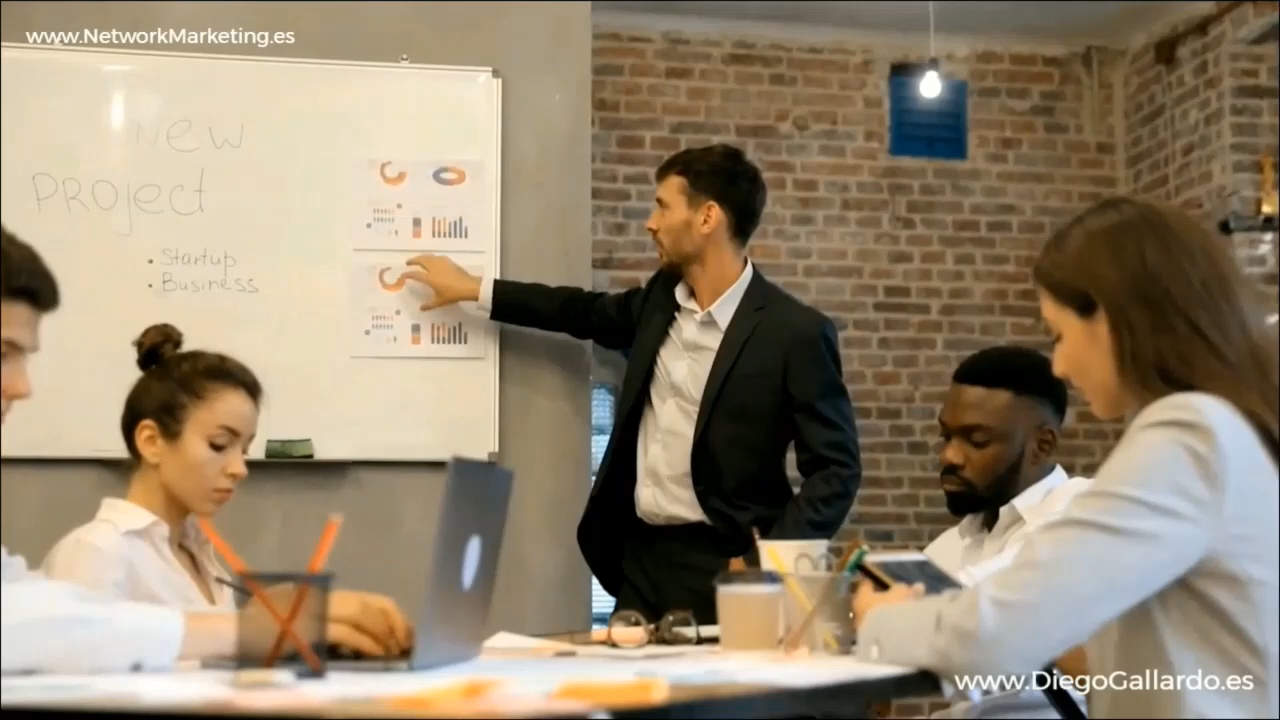 www.NetworkMarketing.es
New
PROject
• Startup
• Business
www.DiegoGallardo.es